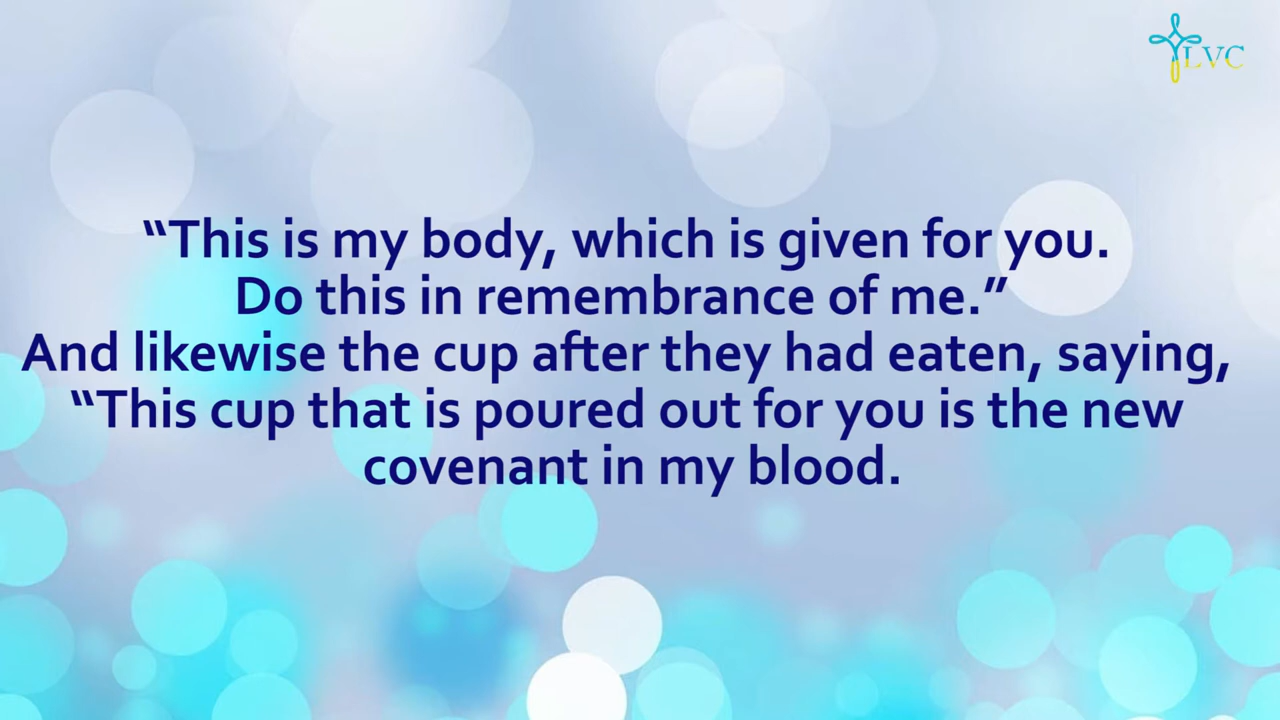 LVC
“This is my body, which is given for you.
Do this in remembrance of me.”
And likewise the cup after they had eaten, saying,
“This cup that is poured out for you is the new
covenant in my blood.